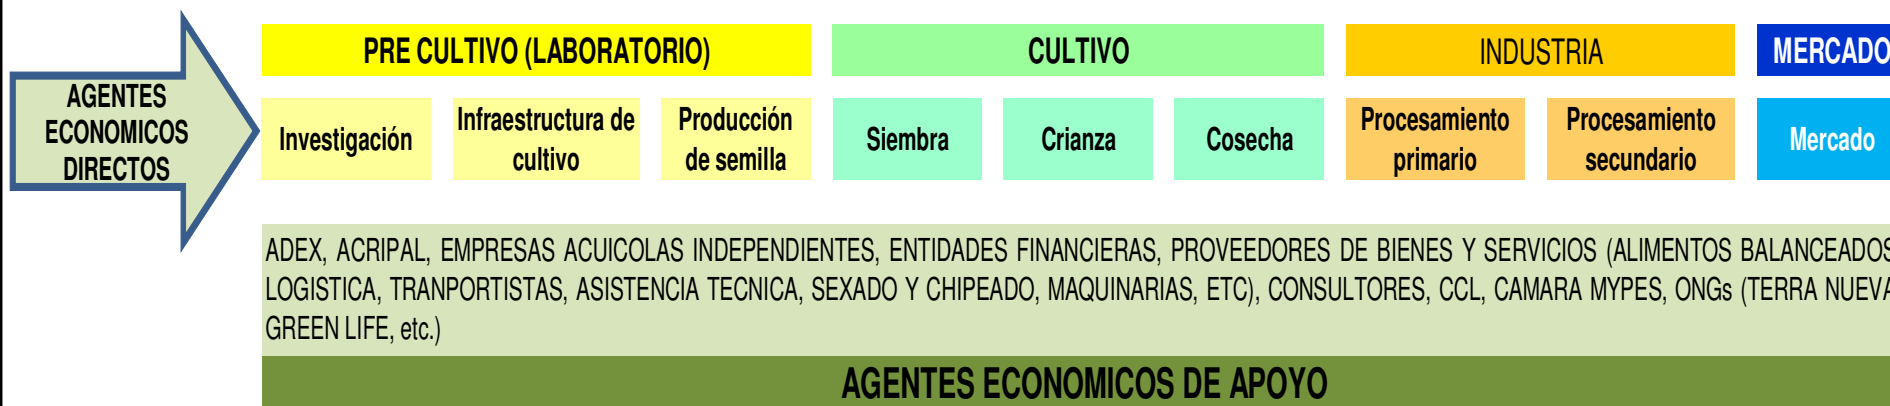 AGENTES
ECONOMICOS
DIRECTOS
PRE CULTIVO (LABORATORIO)
CULTIVO
INDUSTRIA
MERCADO
Investigación
Infraestructura de
cultivo
Producción
de semilla
Siembra
Crianza
Cosecha
Procesamiento
primario
Procesamiento
secundario
Mercado
ADEX, ACRIPAL, EMPRESAS ACUICOLAS INDEPENDIENTES, ENTIDADES FINANCIERAS, PROVEEDORES DE BIENES Y SERVICIOS (ALIMENTOS BALANCEADOS
LOGISTICA, TRANPORTISTAS, ASISTENCIA TECNICA, SEXADO Y CHIPEADO, MAQUINARIAS, ETC), CONSULTORES, CCL, CAMARA MYPES, ONGs (TERRA NUEVA
GREEN LIFE, etc.)
AGENTES ECONOMICOS DE APOYO